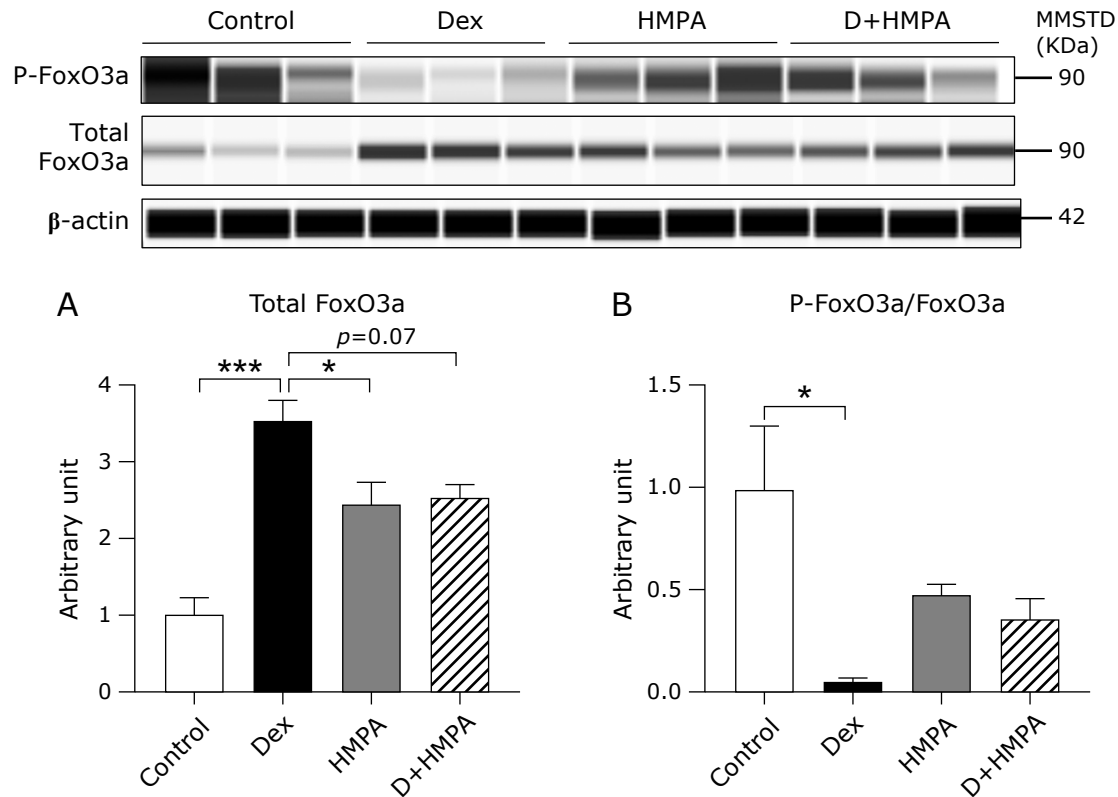 Control Dex HMPA D+HMPA MMSTD
(KDa)
P-FoxO3a 90
Total
FoxO3a 90
β-actin 42
A Total FoxO3a
p=0.07
*** *
Arbitrary unit
4
3
2
1
0
Control Dex HMPA D+HMPA
B P-FoxO3a/FoxO3a
*
Arbitrary unit
1.5
1.0
0.5
0.0
Control Dex HMPA D+HMPA